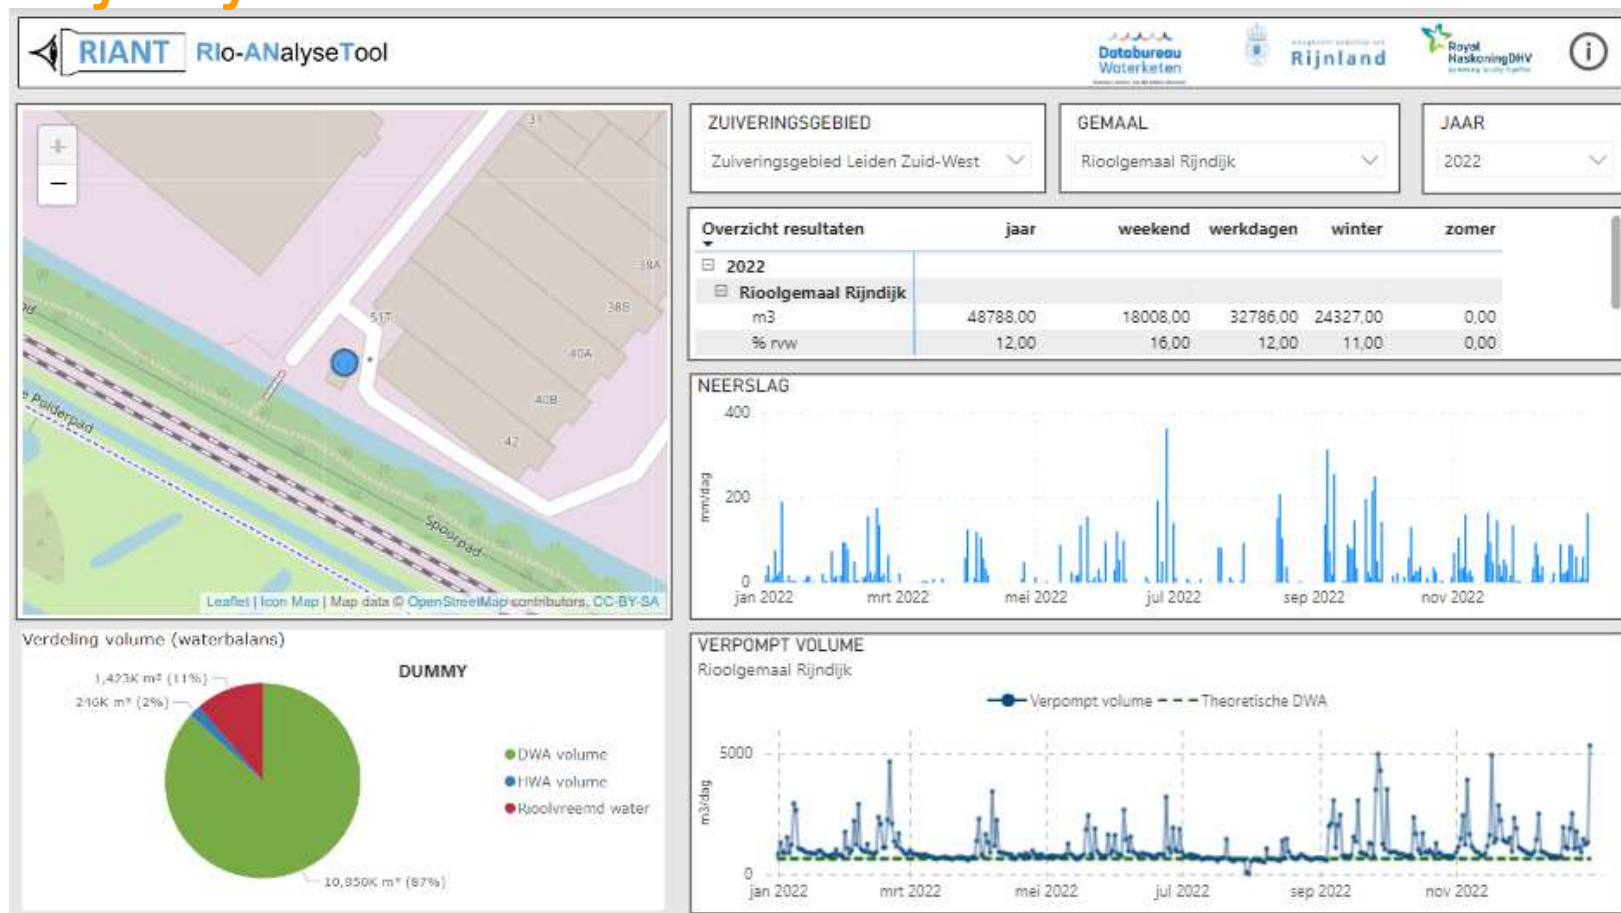 RIANT RIo-ANalyseTool
Databureau
Waterketen
Rijnland
Royal
HaskoningDHV
i
+
−
31
38A
38B
51T
40A
40B
42
Polderpad
Spoorpad
Leaflet | Icon Map | Map data © OpenStreetMap contributors, CC-BY-SA
ZUIVERINGSGEBIED
Zuiveringsgebied Leiden Zuid-West
GEMAAL
Rioolgemaal Rijndijk
JAAR
2022
Overzicht resultaten jaar weekend werkdagen winter zomer
2022
Rioolgemaal Rijndijk
m3 48788,00 18008,00 32786,00 24327,00 0,00
% rvw 12,00 16,00 12,00 11,00 0,00
NEERSLAG
400
200
0
mm/dag
jan 2022 mrt 2022 mei 2022 jul 2022 sep 2022 nov 2022
Verdeling volume (waterbalans)
DUMMY
1,423K m³ (11%)
246K m³ (2%)
DWA volume
HWA volume
Rioolvreemd water
10,950K m³ (87%)
VERPOMPT VOLUME
Rioolgemaal Rijndijk
Verpompt volume Theoretische DWA
5000
0
m3/dag
jan 2022 mrt 2022 mei 2022 jul 2022 sep 2022 nov 2022